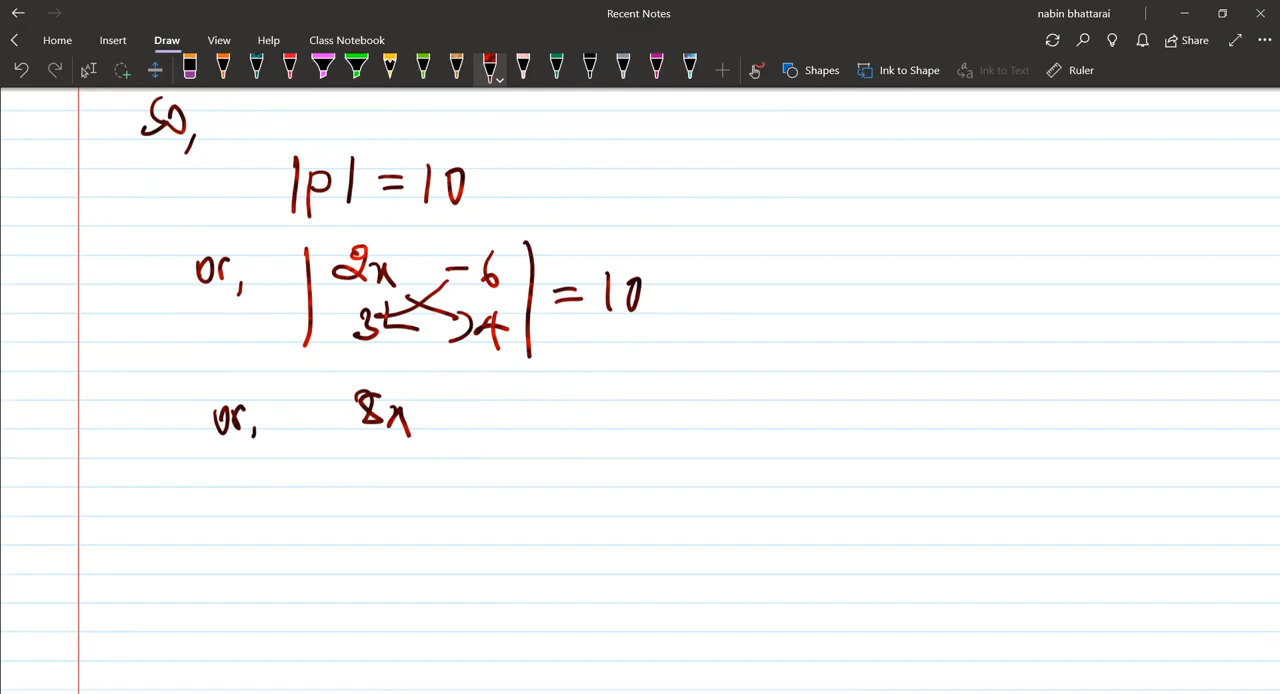 Recent Notes
nabin bhattarai
Home Insert Draw View Help Class Notebook
Share
Shapes Ink to Shape Ink to Text Ruler
so,
|p| = 10
or, | 2x -6 | = 10
3 4
or, 8x